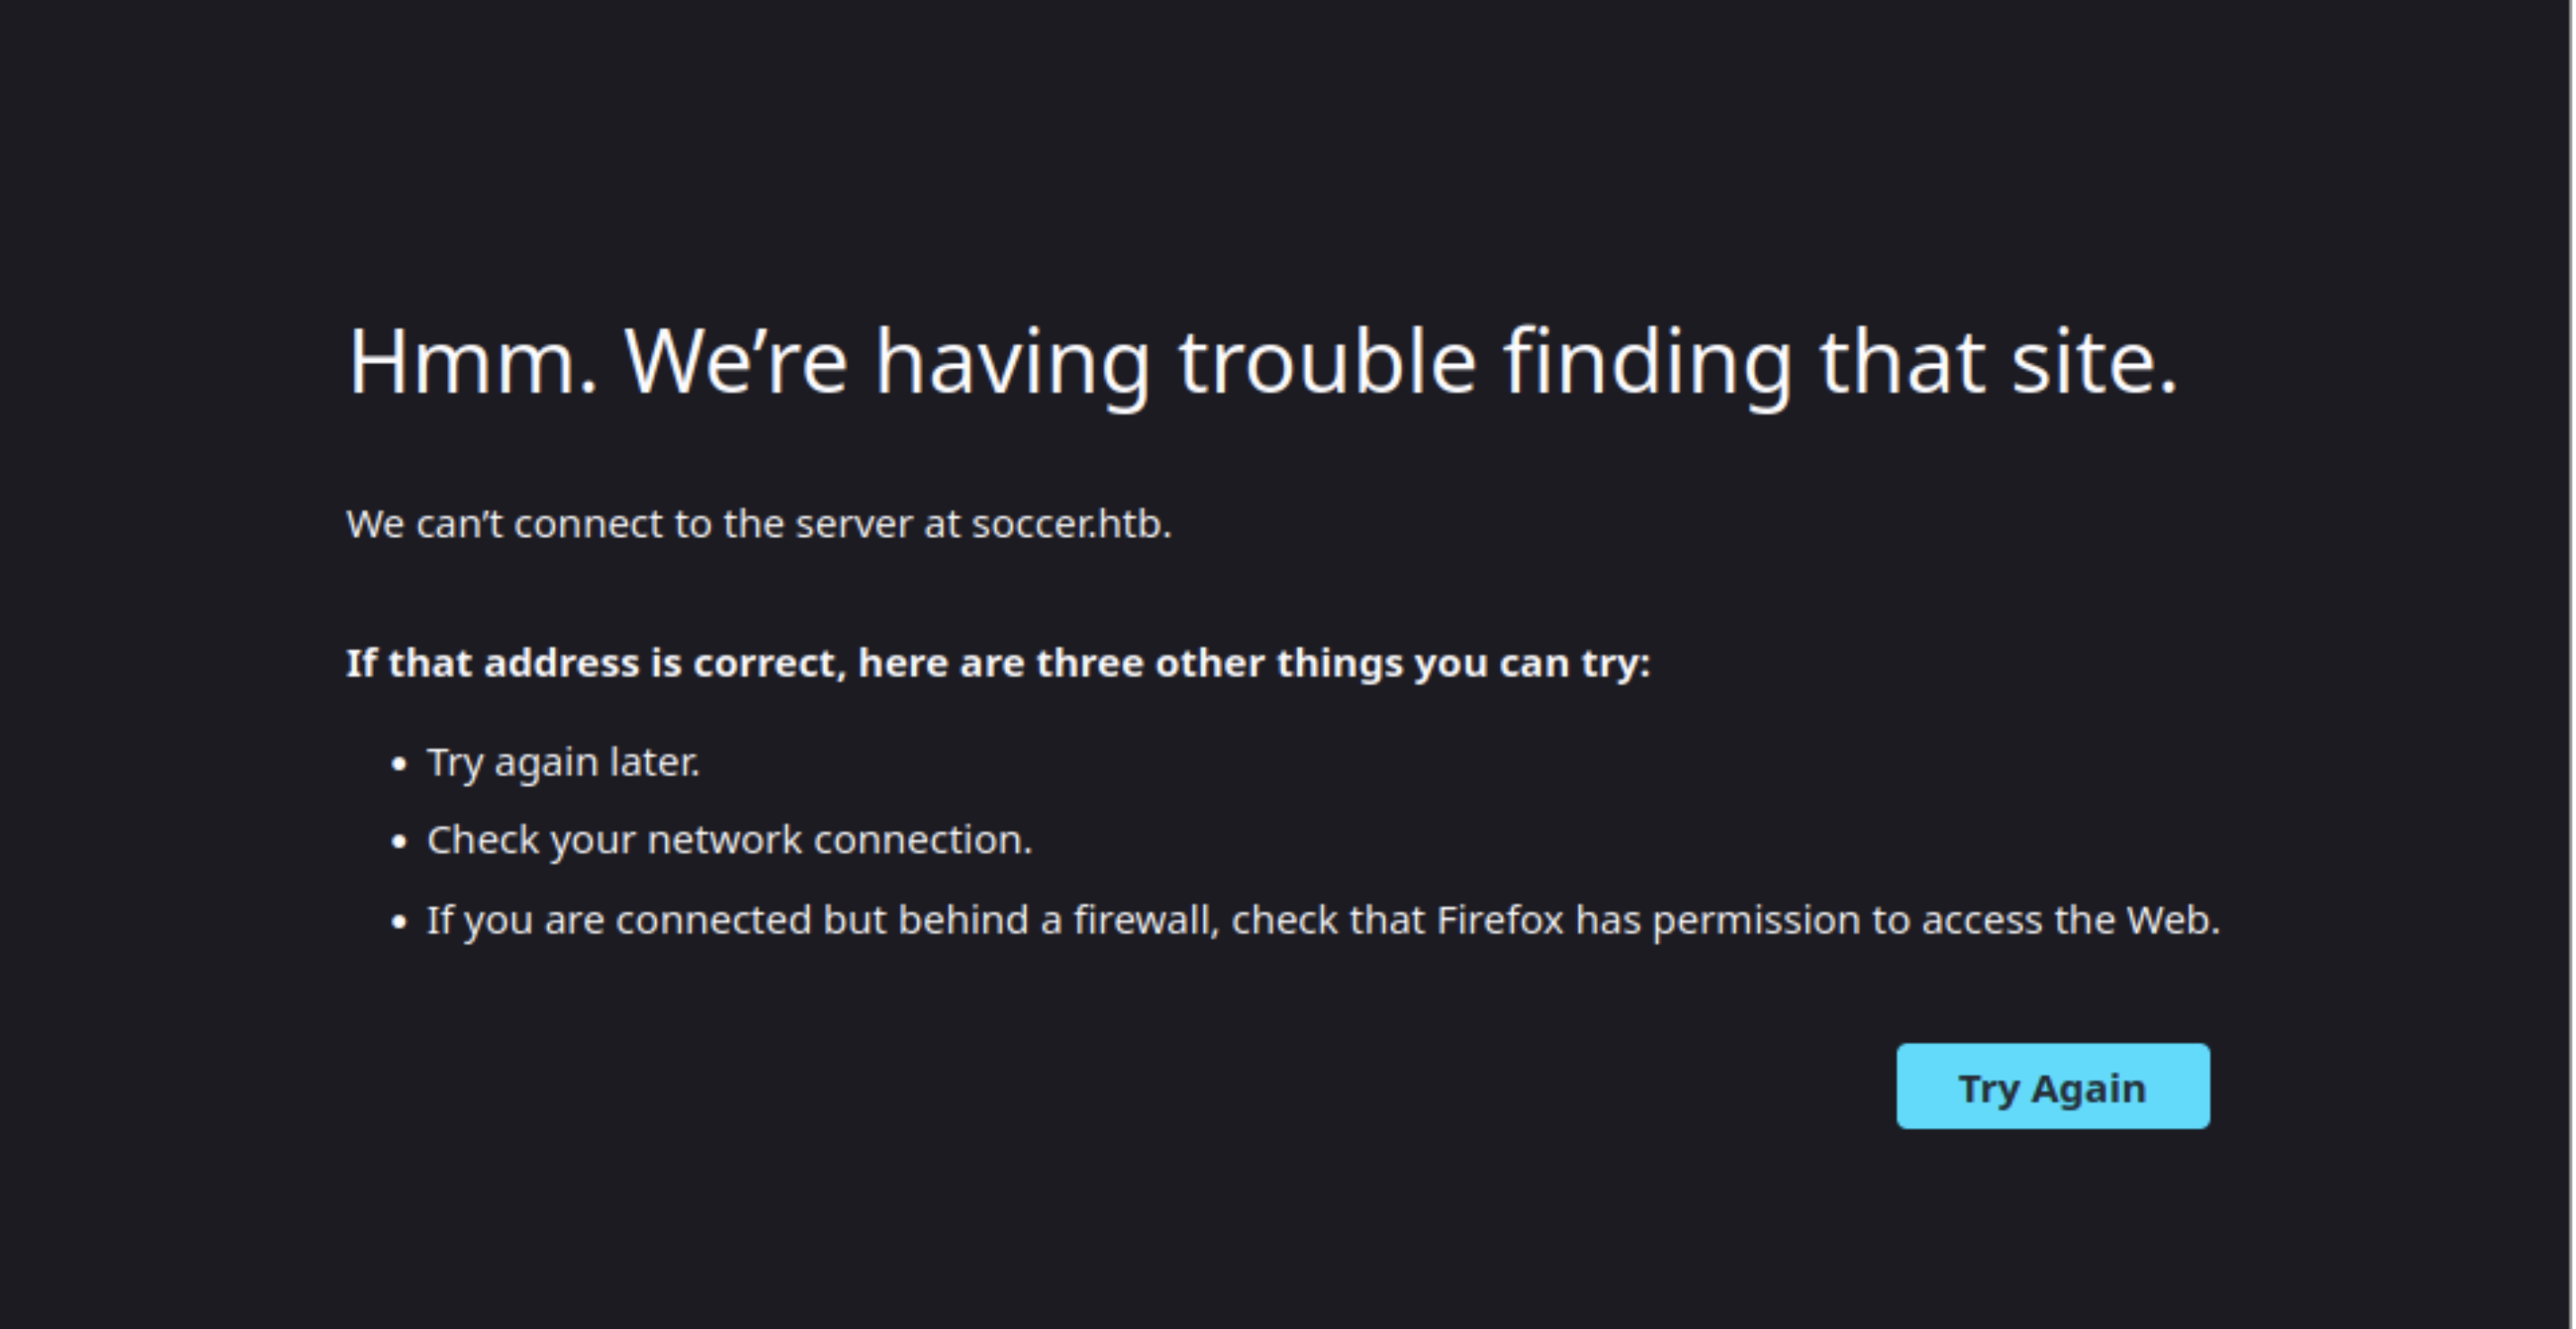 Hmm. We’re having trouble finding that site.
We can’t connect to the server at soccer.htb.
If that address is correct, here are three other things you can try:
• Try again later.
• Check your network connection.
• If you are connected but behind a firewall, check that Firefox has permission to access the Web.
Try Again